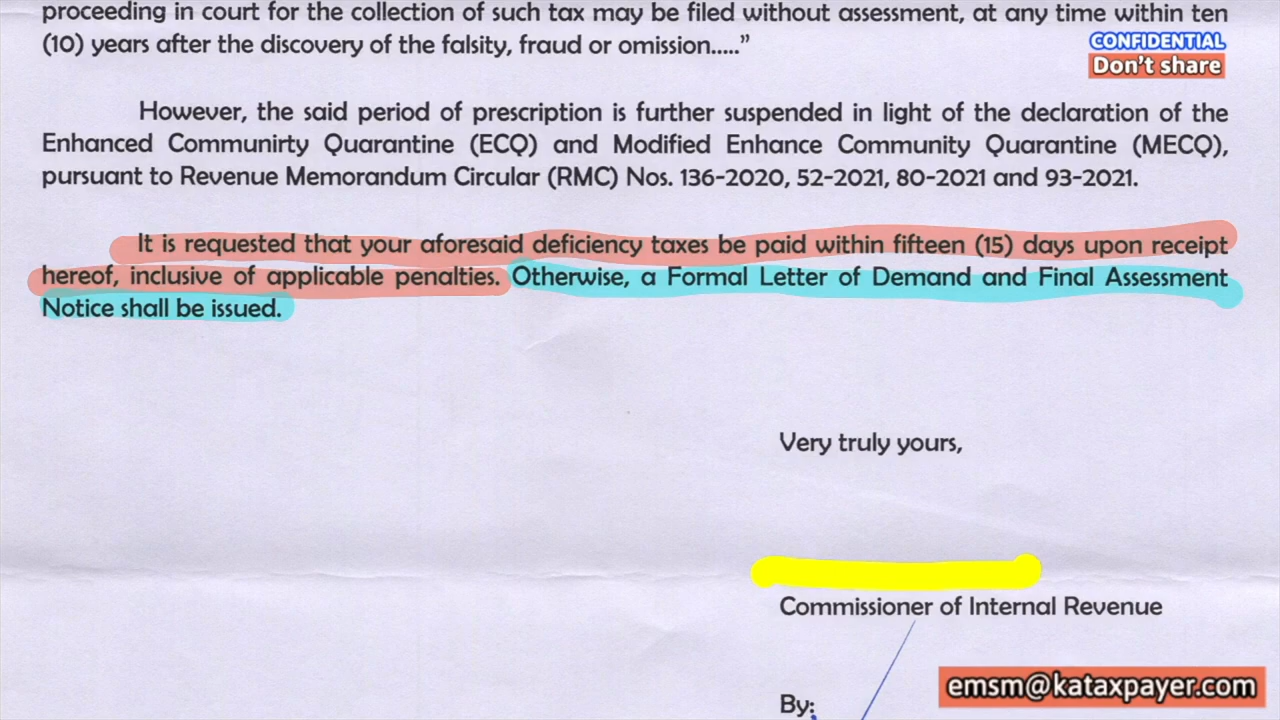 proceeding in court for the collection of such tax may be filed without assessment, at any time within ten
(10) years after the discovery of the falsity, fraud or omission.....”
CONFIDENTIAL
Don't share
However, the said period of prescription is further suspended in light of the declaration of the
Enhanced Communirty Quarantine (ECQ) and Modified Enhance Community Quarantine (MECQ),
pursuant to Revenue Memorandum Circular (RMC) Nos. 136-2020, 52-2021, 80-2021 and 93-2021.
It is requested that your aforesaid deficiency taxes be paid within fifteen (15) days upon receipt
hereof, inclusive of applicable penalties. Otherwise, a Formal Letter of Demand and Final Assessment
Notice shall be issued.
Very truly yours,
Commissioner of Internal Revenue
By:
emsm@kataxpayer.com